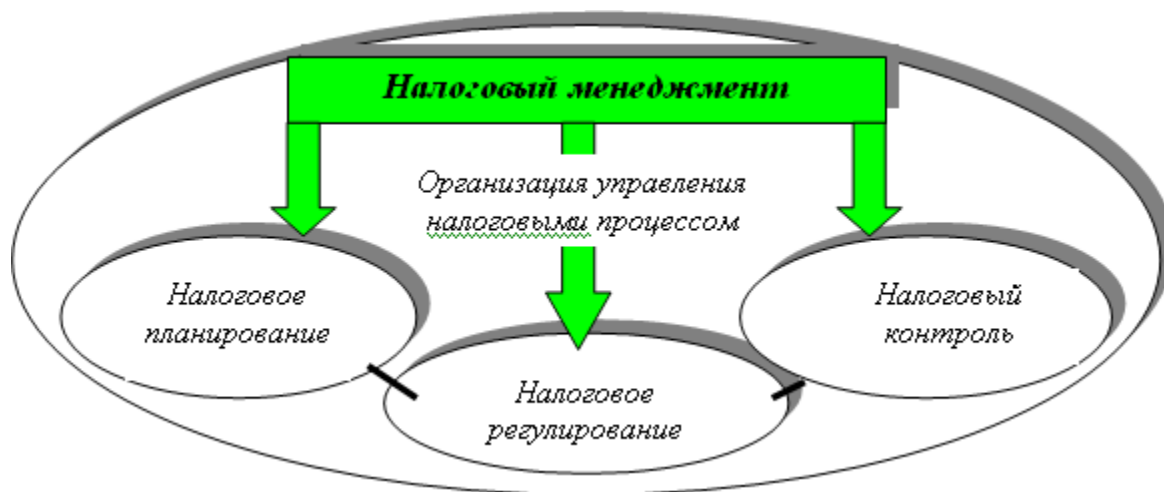 Налоговый менеджмент
Организация управления
налоговыми процессом
Налоговое
планирование
Налоговый
контроль
Налоговое
регулирование